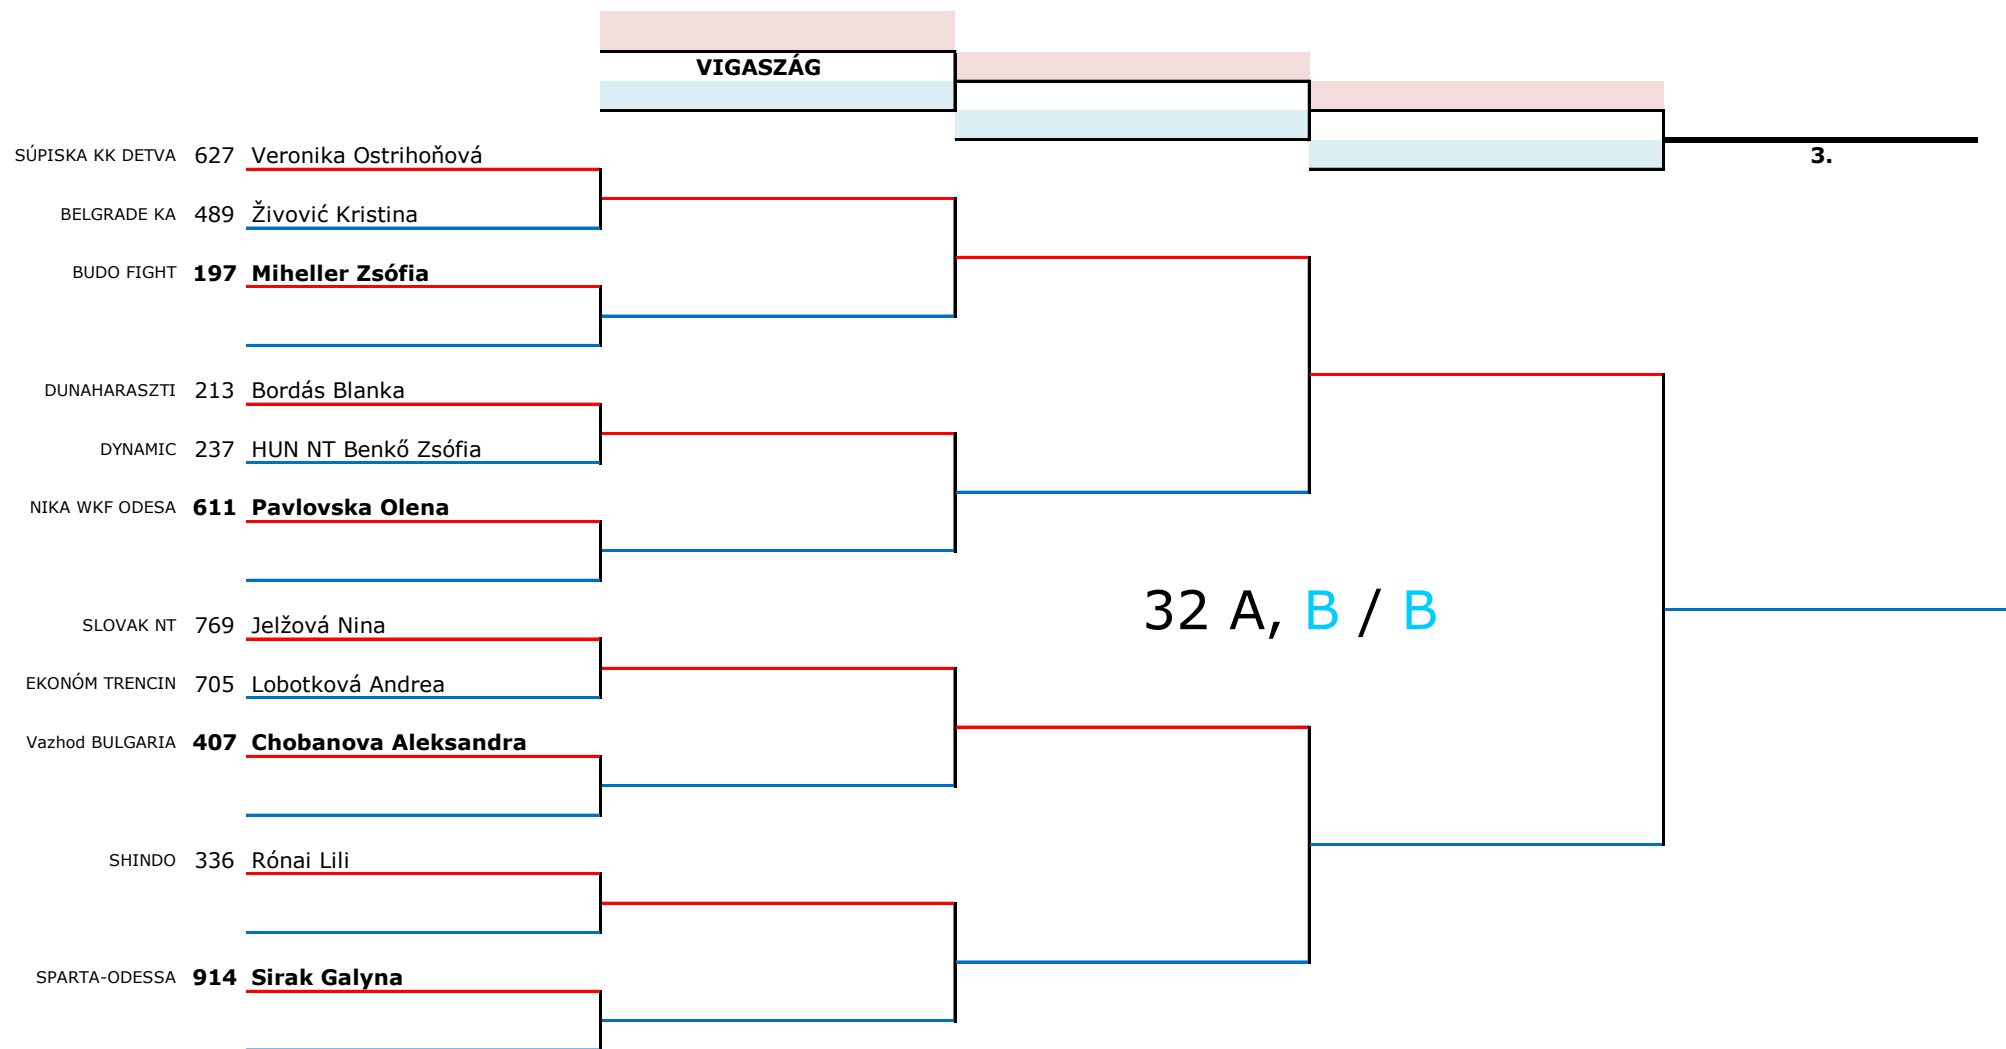 VIGASZÁG
3.
SÚPISKA KK DETVA 627 Veronika Ostrihoňová
BELGRADE KA 489 Živović Kristina
BUDO FIGHT 197 Miheller Zsófia
DUNAHARASZTI 213 Bordás Blanka
DYNAMIC 237 HUN NT Benkő Zsófia
NIKA WKF ODESA 611 Pavlovska Olena
32 A, B / B
SLOVAK NT 769 Jelžová Nina
EKONÓM TRENCIN 705 Lobotková Andrea
Vazhod BULGARIA 407 Chobanova Aleksandra
SHINDO 336 Rónai Lili
SPARTA-ODESSA 914 Sirak Galyna